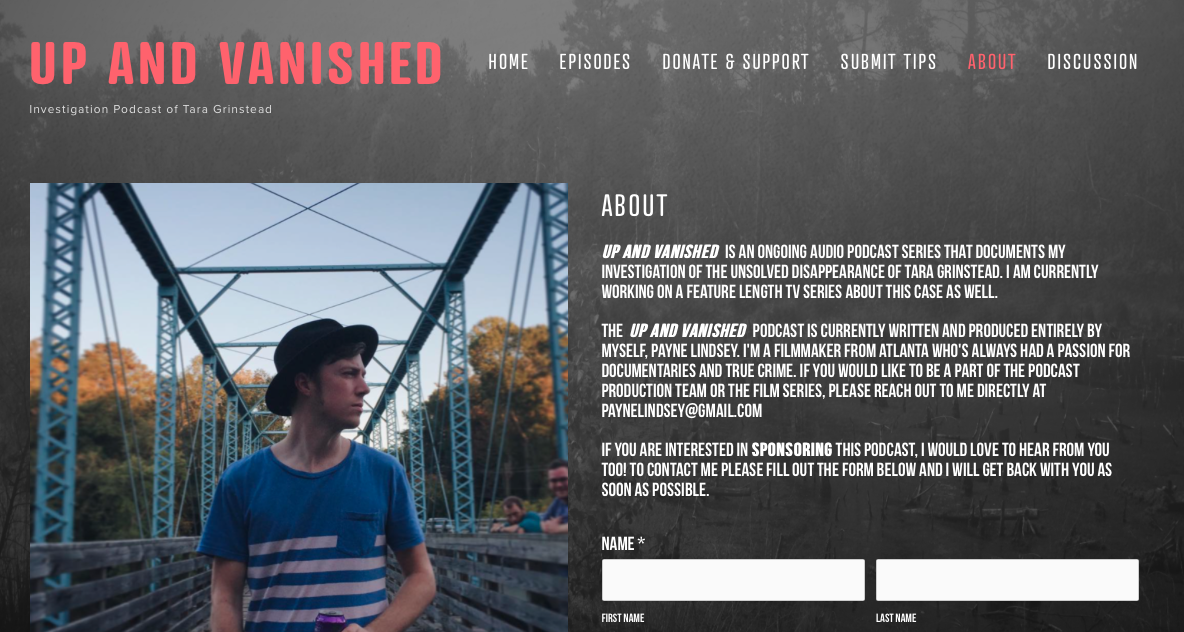 UP AND VANISHED
HOME EPISODES DONATE & SUPPORT SUBMIT TIPS ABOUT DISCUSSION
Investigation Podcast of Tara Grinstead
ABOUT
UP AND VANISHED IS AN ONGOING AUDIO PODCAST SERIES THAT DOCUMENTS MY
INVESTIGATION OF THE UNSOLVED DISAPPEARANCE OF TARA GRINSTEAD. I AM CURRENTLY
WORKING ON A FEATURE LENGTH TV SERIES ABOUT THIS CASE AS WELL.
THE UP AND VANISHED PODCAST IS CURRENTLY WRITTEN AND PRODUCED ENTIRELY BY
MYSELF, PAYNE LINDSEY. I'M A FILMMAKER FROM ATLANTA WHO'S ALWAYS HAD A PASSION FOR
DOCUMENTARIES AND TRUE CRIME. IF YOU WOULD LIKE TO BE A PART OF THE PODCAST
PRODUCTION TEAM OR THE FILM SERIES, PLEASE REACH OUT TO ME DIRECTLY AT
PAYNELINDSEY@GMAIL.COM
IF YOU ARE INTERESTED IN SPONSORING THIS PODCAST, I WOULD LOVE TO HEAR FROM YOU
TOO! TO CONTACT ME PLEASE FILL OUT THE FORM BELOW AND I WILL GET BACK WITH YOU AS
SOON AS POSSIBLE.
NAME *
FIRST NAME LAST NAME